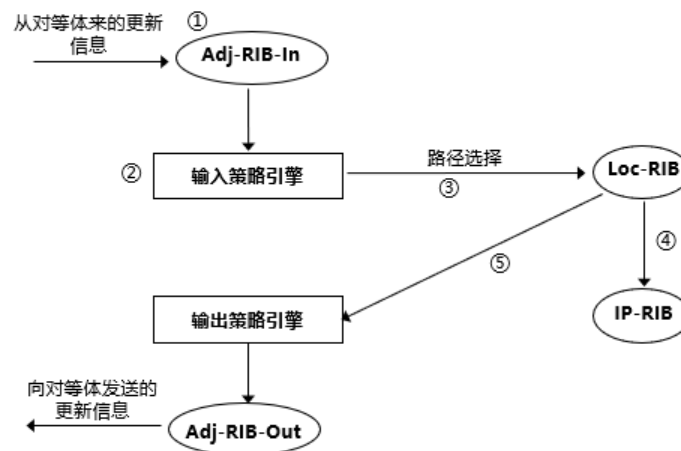 从对等体来的更新
信息
①
Adj-RIB-In
②
输入策略引擎
路径选择
③
Loc-RIB
④
⑤
IP-RIB
输出策略引擎
向对等体发送的
更新信息
Adj-RIB-Out